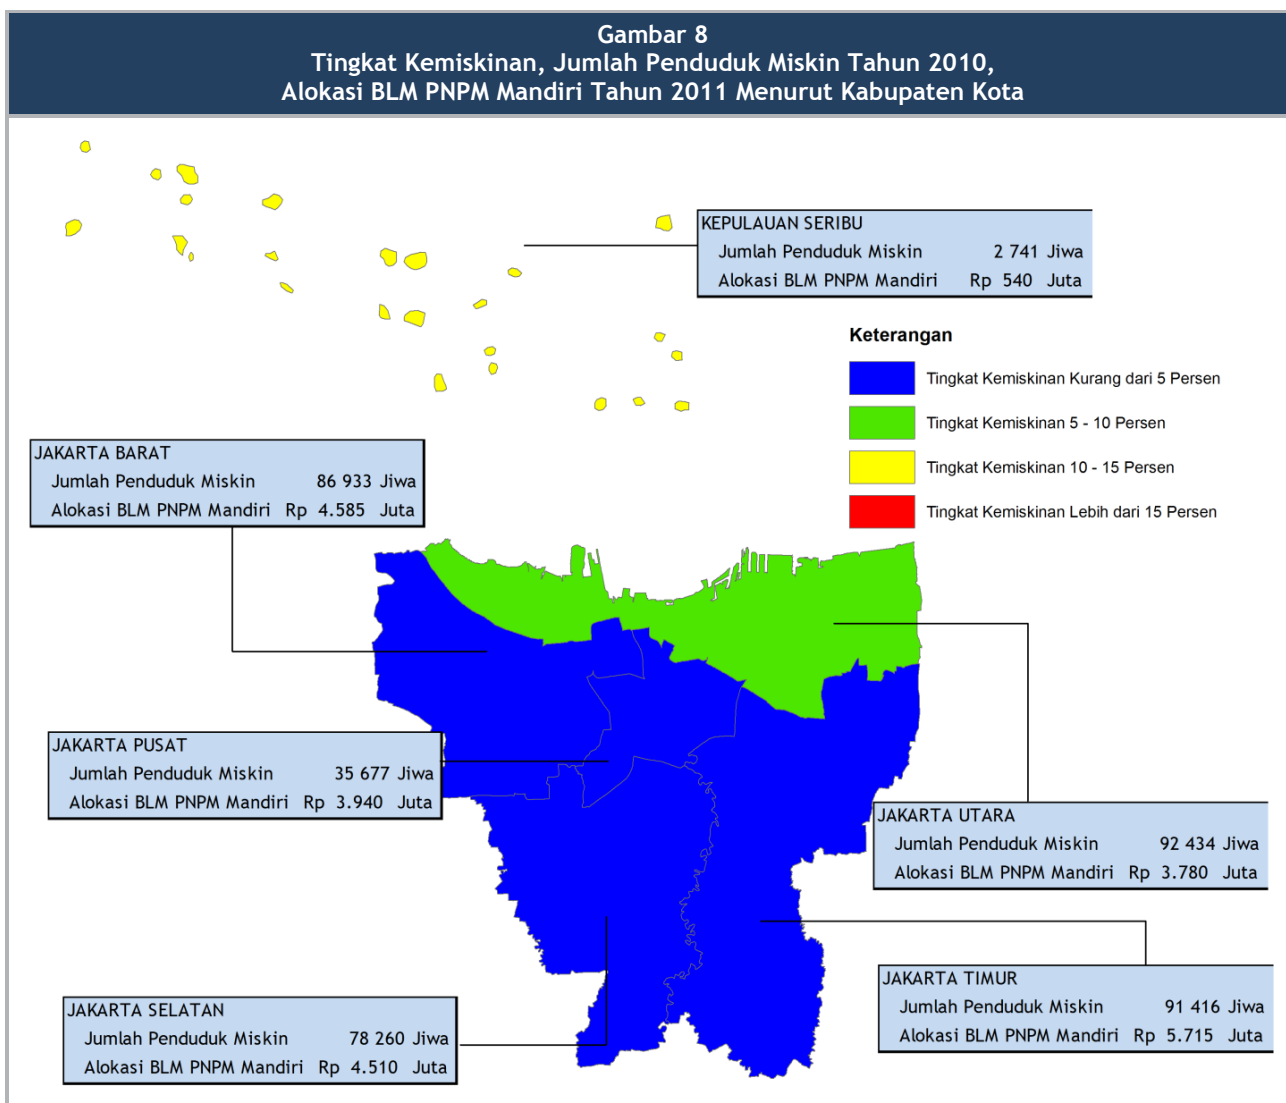 Gambar 8
Tingkat Kemiskinan, Jumlah Penduduk Miskin Tahun 2010,
Alokasi BLM PNPM Mandiri Tahun 2011 Menurut Kabupaten Kota
KEPULAUAN SERIBU
Jumlah Penduduk Miskin 2 741 Jiwa
Alokasi BLM PNPM Mandiri Rp 540 Juta
Keterangan
Tingkat Kemiskinan Kurang dari 5 Persen
Tingkat Kemiskinan 5 - 10 Persen
Tingkat Kemiskinan 10 - 15 Persen
Tingkat Kemiskinan Lebih dari 15 Persen
JAKARTA BARAT
Jumlah Penduduk Miskin 86 933 Jiwa
Alokasi BLM PNPM Mandiri Rp 4.585 Juta
JAKARTA PUSAT
Jumlah Penduduk Miskin 35 677 Jiwa
Alokasi BLM PNPM Mandiri Rp 3.940 Juta
JAKARTA UTARA
Jumlah Penduduk Miskin 92 434 Jiwa
Alokasi BLM PNPM Mandiri Rp 3.780 Juta
JAKARTA TIMUR
Jumlah Penduduk Miskin 91 416 Jiwa
Alokasi BLM PNPM Mandiri Rp 5.715 Juta
JAKARTA SELATAN
Jumlah Penduduk Miskin 78 260 Jiwa
Alokasi BLM PNPM Mandiri Rp 4.510 Juta